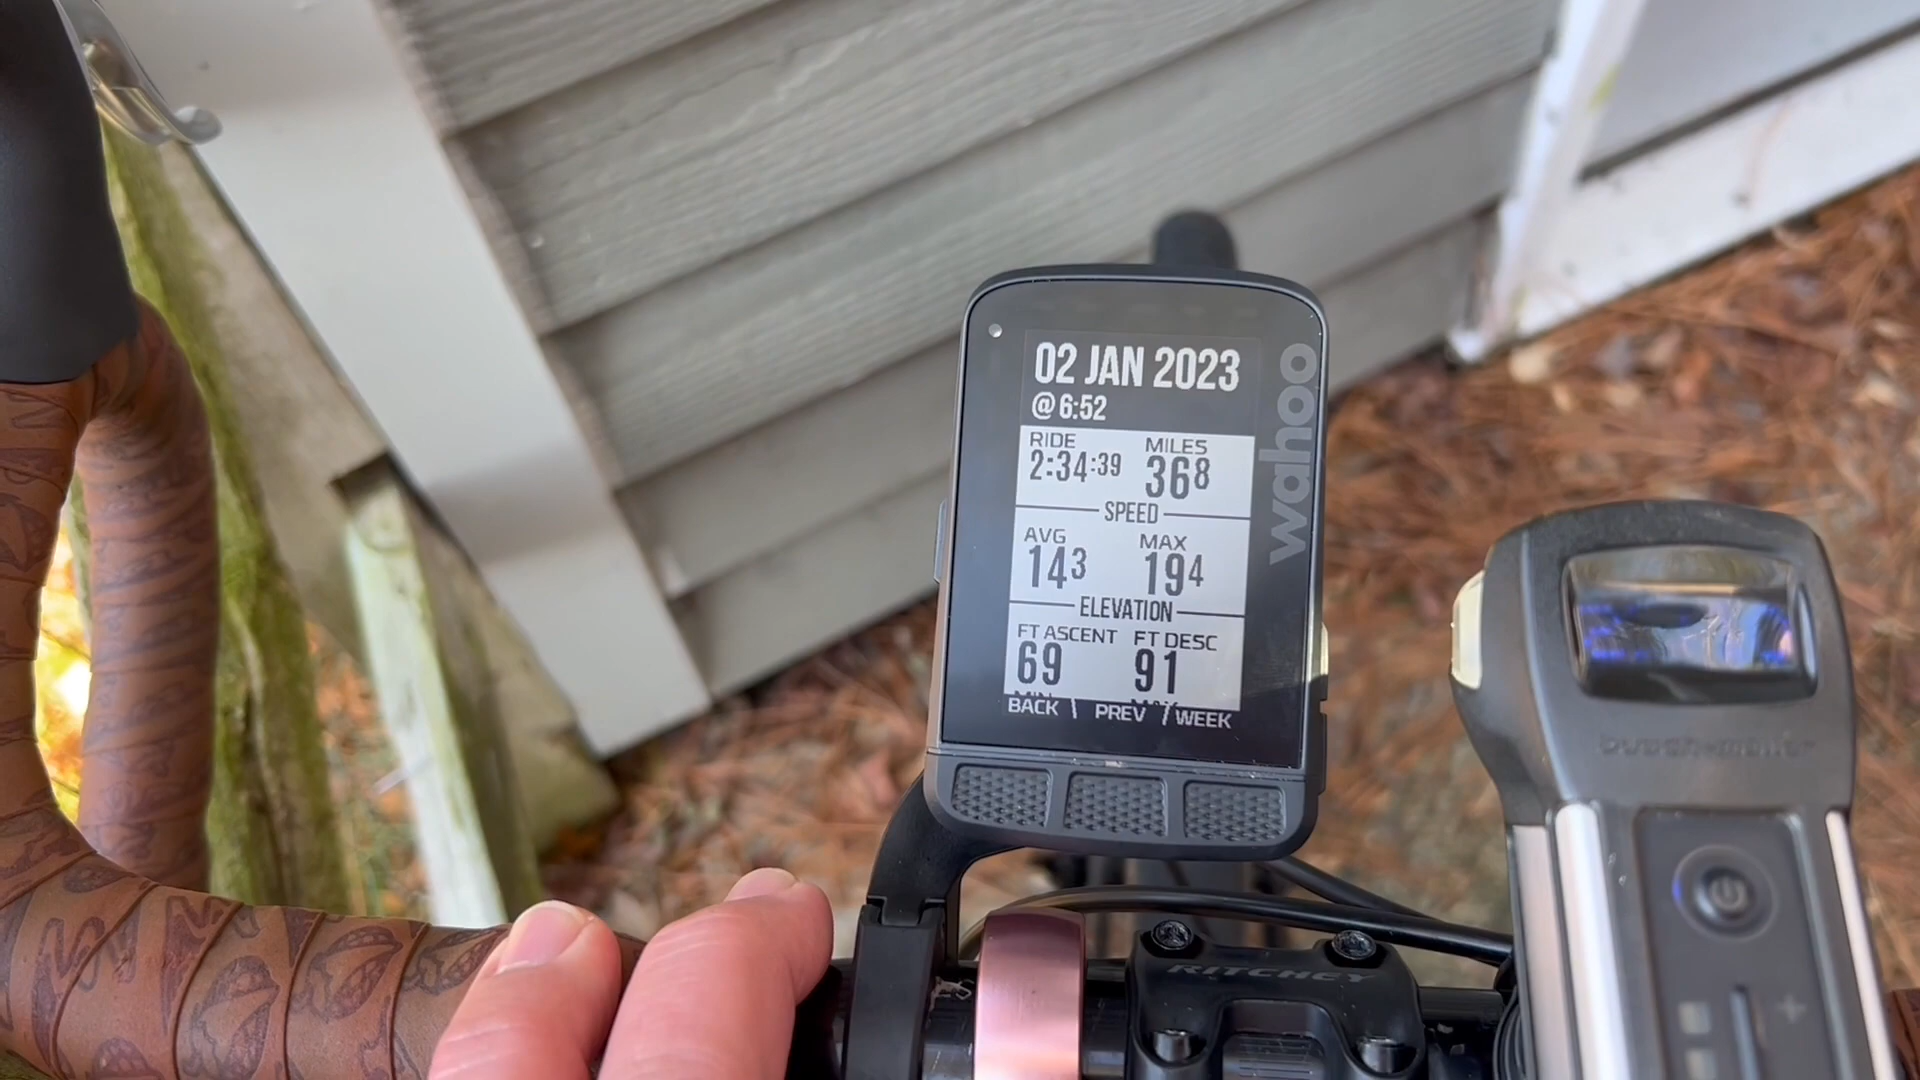 02 JAN 2023
@ 6:52
RIDE MILES
2:34:39 368
SPEED
AVG MAX
143 194
ELEVATION
FT ASCENT FT DESC
69 91
BACK PREV WEEK
wahoo
RITCHEY